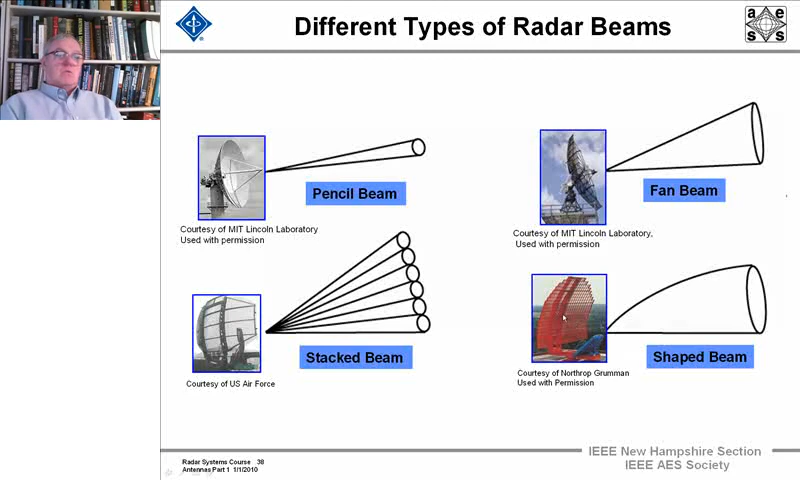 Different Types of Radar Beams
a e
s s
Pencil Beam
Courtesy of MIT Lincoln Laboratory
Used with permission
Fan Beam
Courtesy of MIT Lincoln Laboratory,
Used with permission
Stacked Beam
Courtesy of US Air Force
Shaped Beam
Courtesy of Northrop Grumman
Used with Permission
Radar Systems Course 38
Antennas Part 1 1/1/2010
IEEE New Hampshire Section
IEEE AES Society